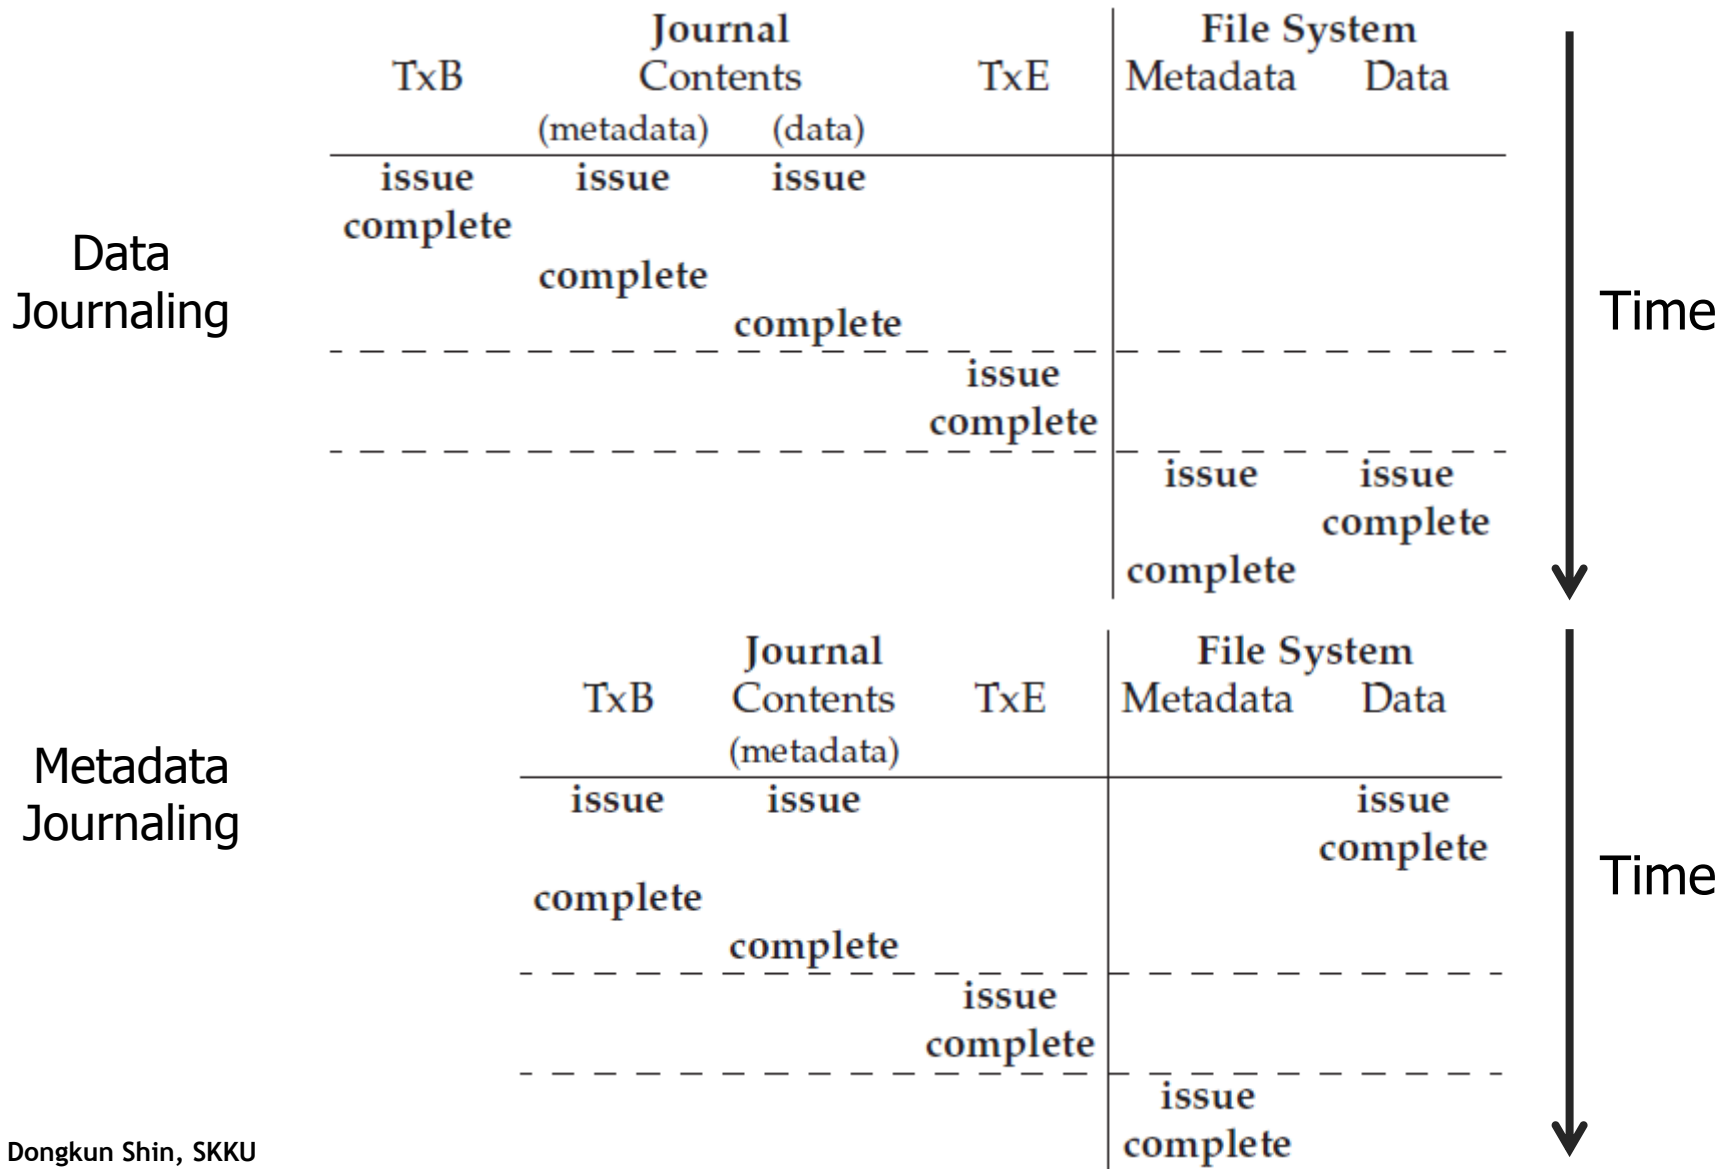 Journal File System
TxB Contents TxE Metadata Data
(metadata) (data)
issue issue issue
complete
complete
complete
issue
complete
issue issue
complete
complete
Data
Journaling
Time
Journal File System
TxB Contents TxE Metadata Data
(metadata)
issue issue issue
complete
complete
complete
issue
complete
issue
complete
Metadata
Journaling
Time
Dongkun Shin, SKKU